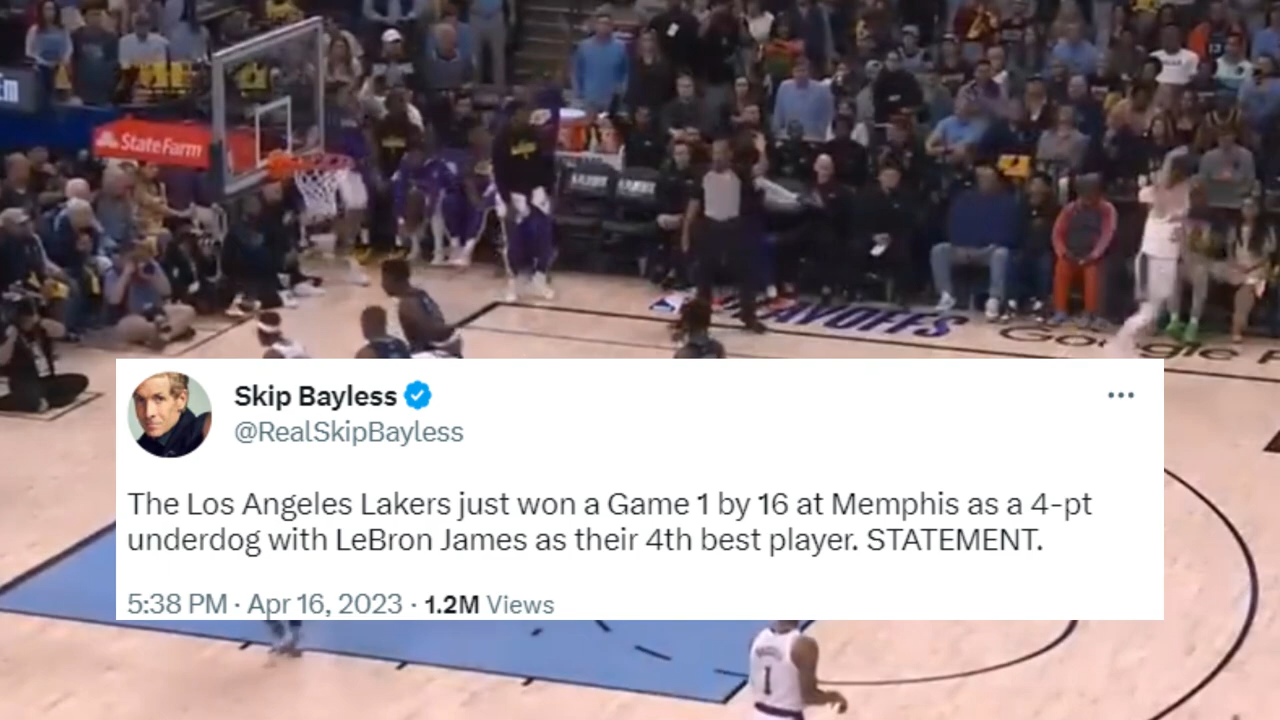 StateFarm
PLAYOFFS
Google
Skip Bayless
@RealSkipBayless
The Los Angeles Lakers just won a Game 1 by 16 at Memphis as a 4-pt
underdog with LeBron James as their 4th best player. STATEMENT.
5:38 PM · Apr 16, 2023 · 1.2M Views
1